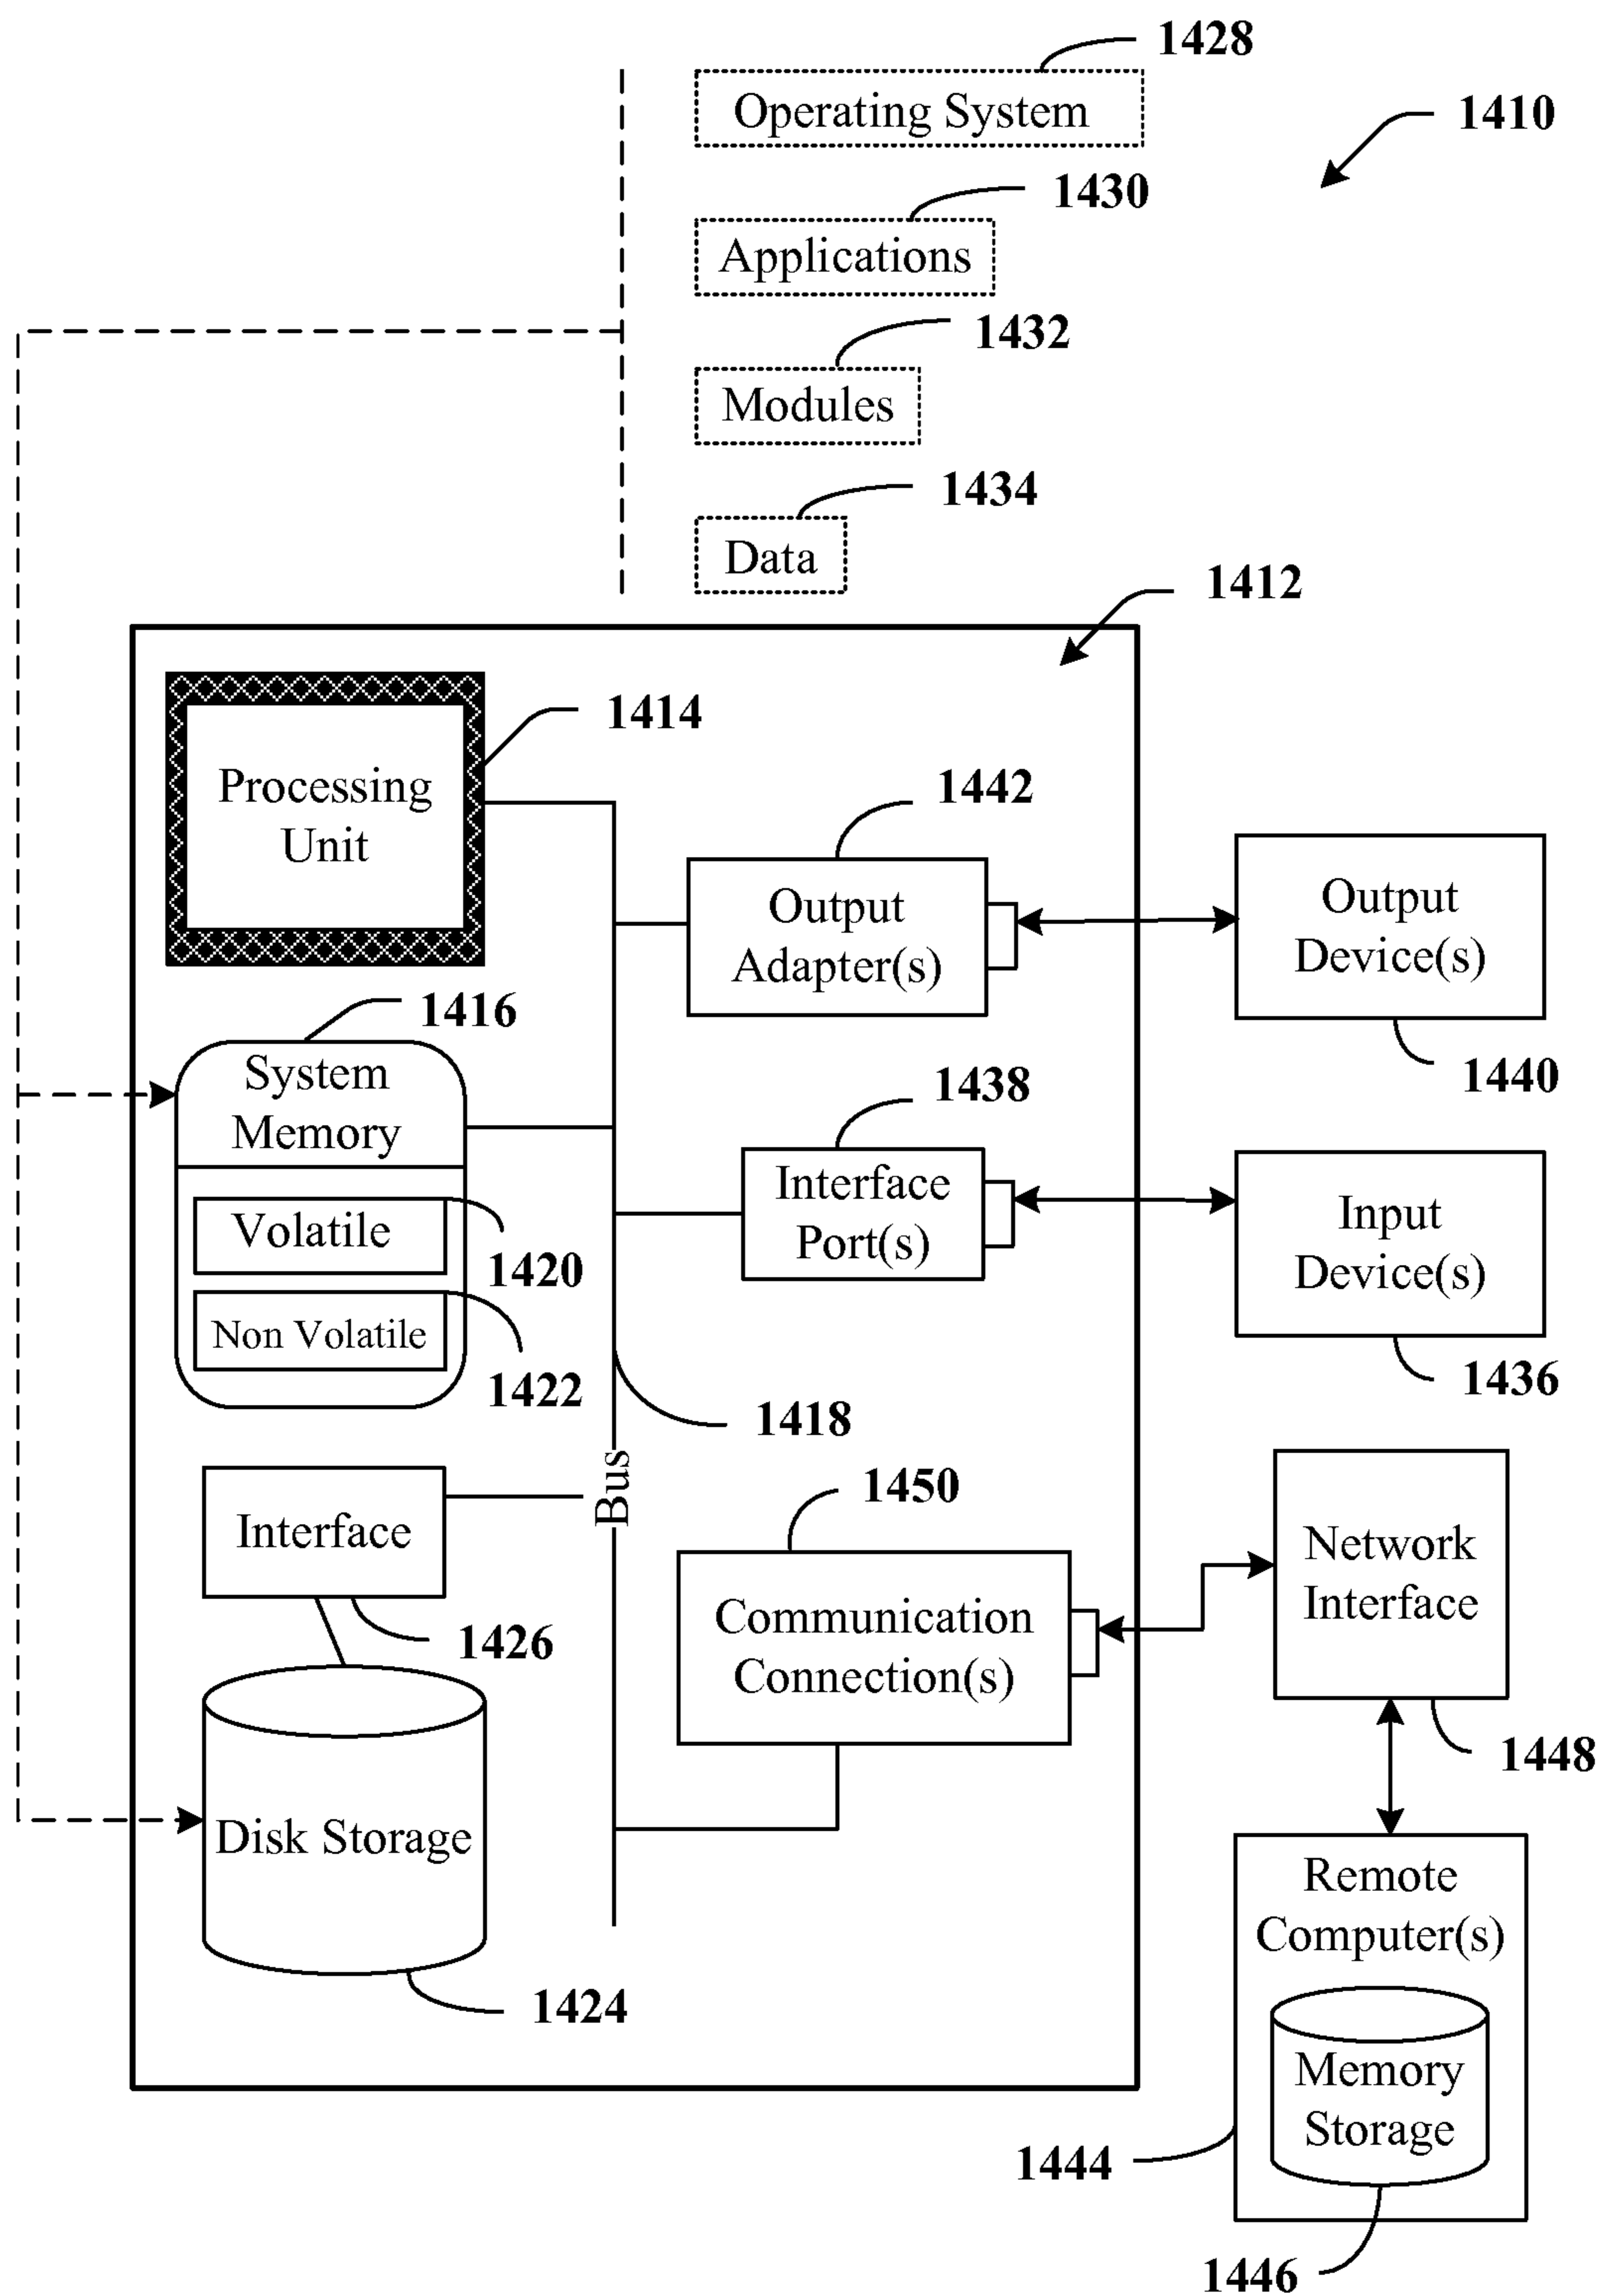 1428
Operating System
1410
1430
Applications
1432
Modules
1434
Data
1412
1414
Processing
Unit
1442
Output
Adapter(s)
Output
Device(s)
1440
1416
System
Memory
Volatile
1420
Non Volatile
1422
1438
Interface
Port(s)
Input
Device(s)
1436
1418
Bus
Interface
1426
1450
Communication
Connection(s)
Network
Interface
1448
Disk Storage
1424
Remote
Computer(s)
Memory
Storage
1444
1446